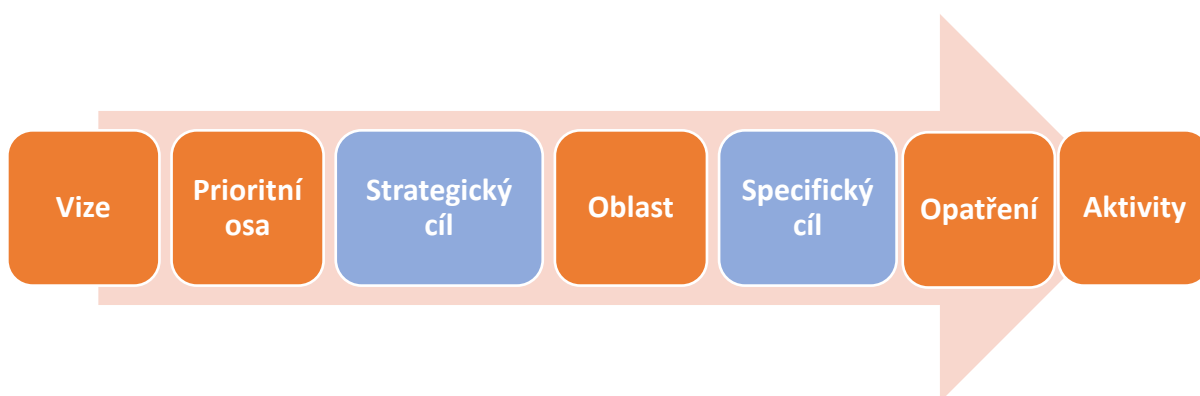 Vize
Prioritní
osa
Strategický
cíl
Oblast
Specifický
cíl
Opatření
Aktivity